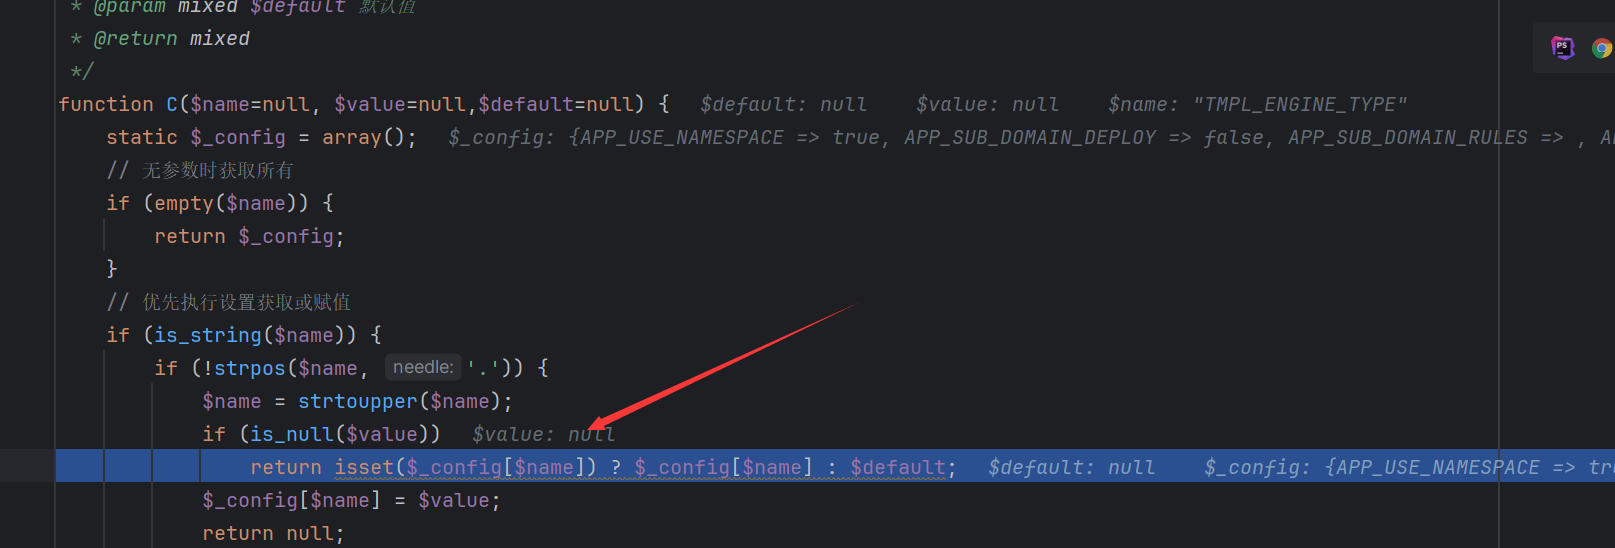 * @param mixed $default 默认值
* @return mixed
*/
function C($name=null, $value=null,$default=null) {   $default: null    $value: null    $name: "TMPL_ENGINE_TYPE"
static $_config = array();   $_config: {APP_USE_NAMESPACE => true, APP_SUB_DOMAIN_DEPLOY => false, APP_SUB_DOMAIN_RULES => , A
// 无参数时获取所有
if (empty($name)) {
return $_config;
}
// 优先执行设置获取或赋值
if (is_string($name)) {
if (!strpos($name, needle: '.')) {
$name = strtoupper($name);
if (is_null($value))   $value: null
return isset($_config[$name]) ? $_config[$name] : $default;   $default: null    $_config: {APP_USE_NAMESPACE => tru
$_config[$name] = $value;
return null;
PS